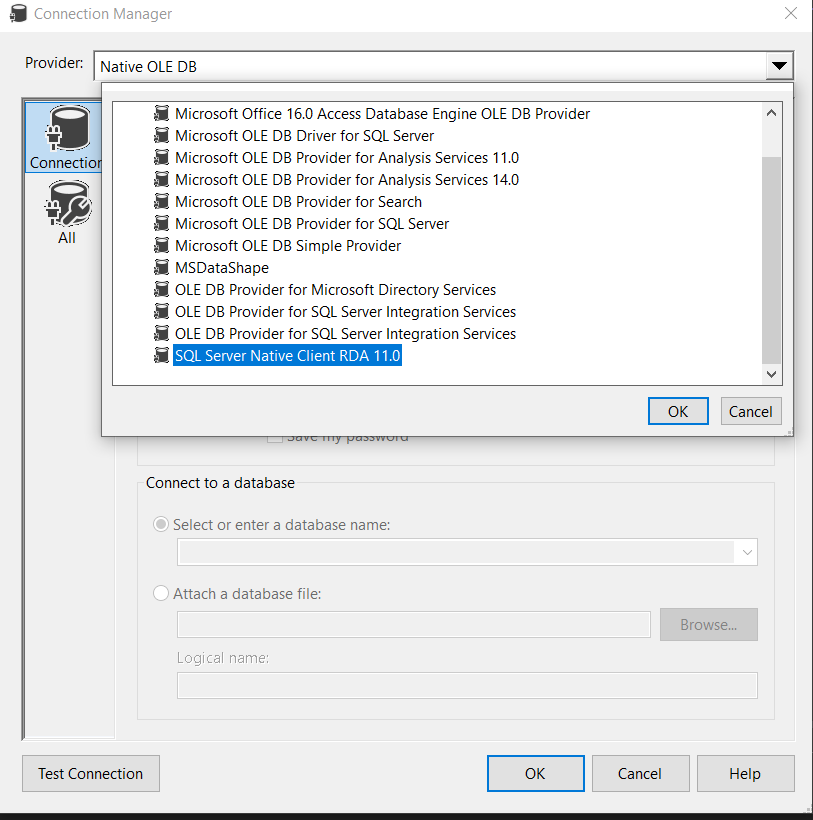 Connection Manager
Provider:
Native OLE DB
Connection
All
Microsoft Office 16.0 Access Database Engine OLE DB Provider
Microsoft OLE DB Driver for SQL Server
Microsoft OLE DB Provider for Analysis Services 11.0
Microsoft OLE DB Provider for Analysis Services 14.0
Microsoft OLE DB Provider for Search
Microsoft OLE DB Provider for SQL Server
Microsoft OLE DB Simple Provider
MSDataShape
OLE DB Provider for Microsoft Directory Services
OLE DB Provider for SQL Server Integration Services
OLE DB Provider for SQL Server Integration Services
SQL Server Native Client RDA 11.0
OK
Cancel
Save my password
Connect to a database
Select or enter a database name:
Attach a database file:
Browse...
Logical name:
Test Connection
OK
Cancel
Help